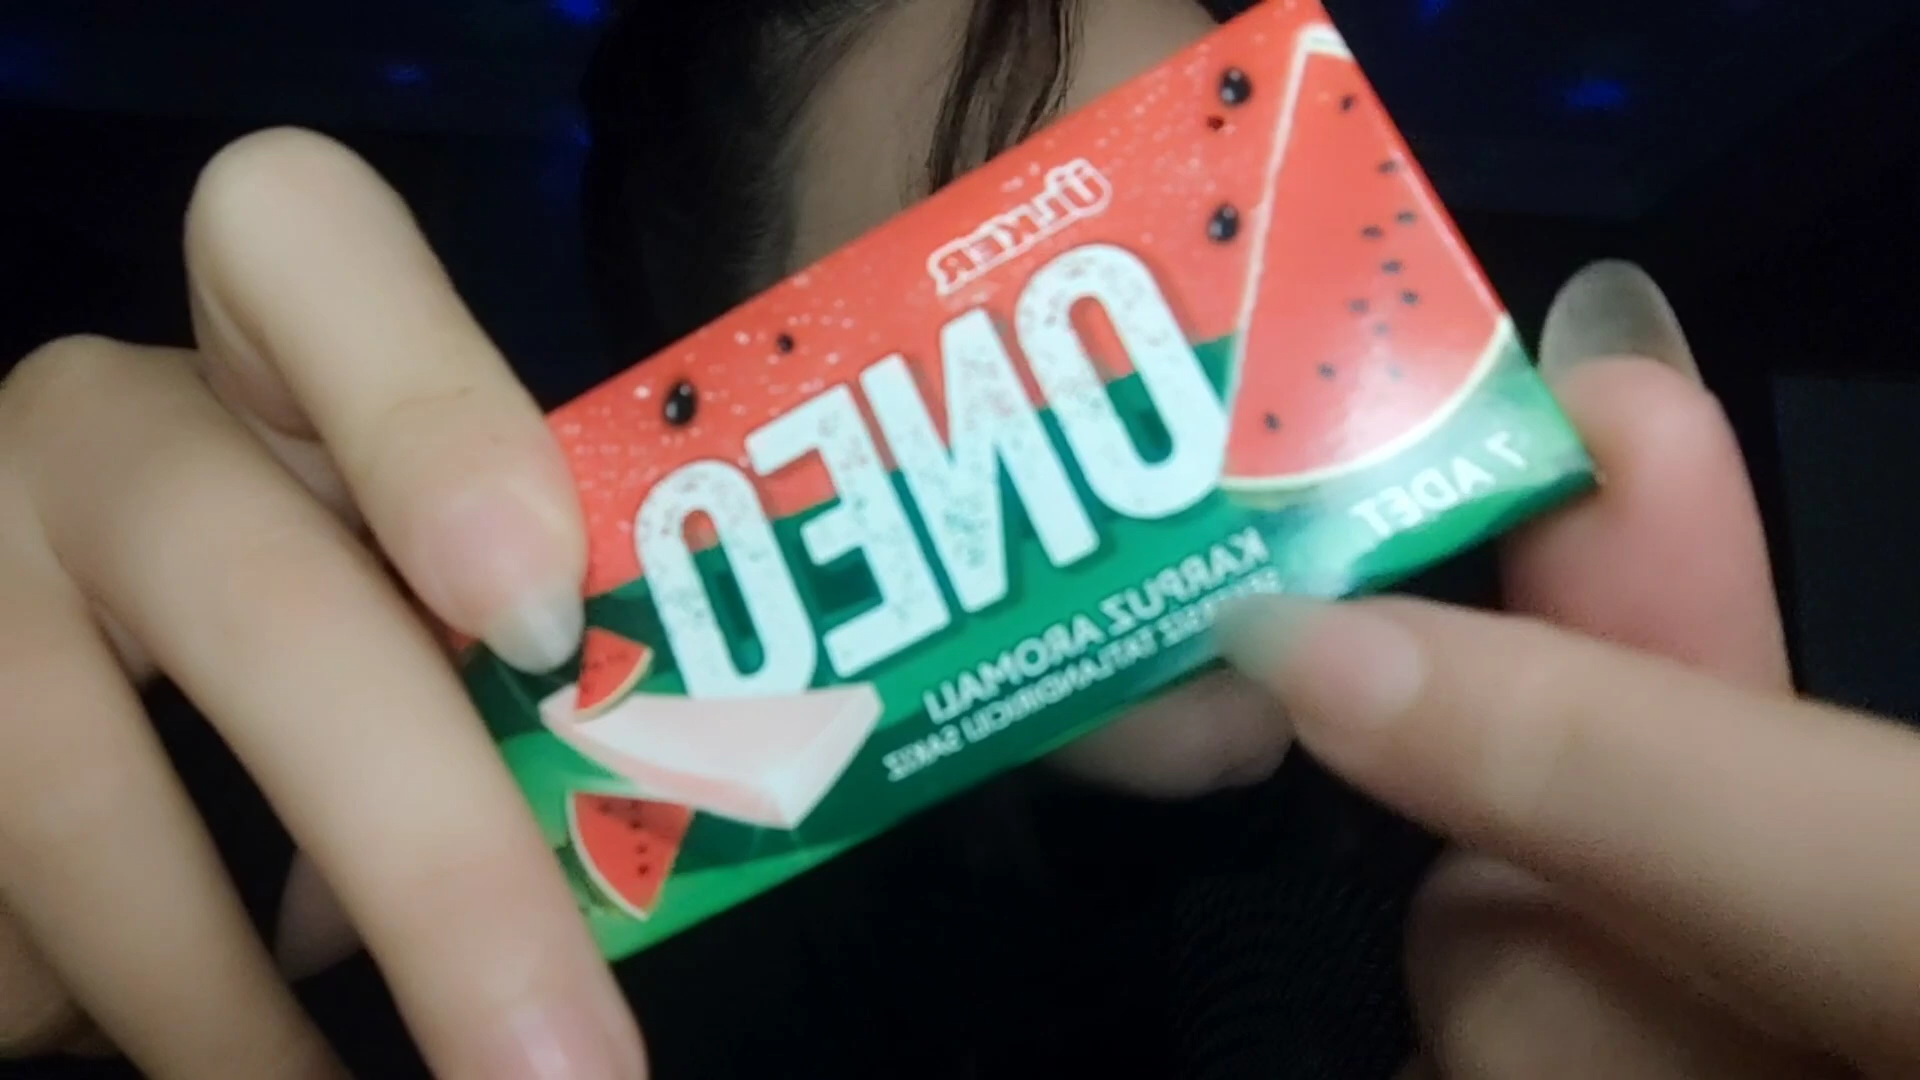 ÜLKER
ONEO
7 ADET
KARPUZ AROMALI
TATLANDIRICILI SAKIZ